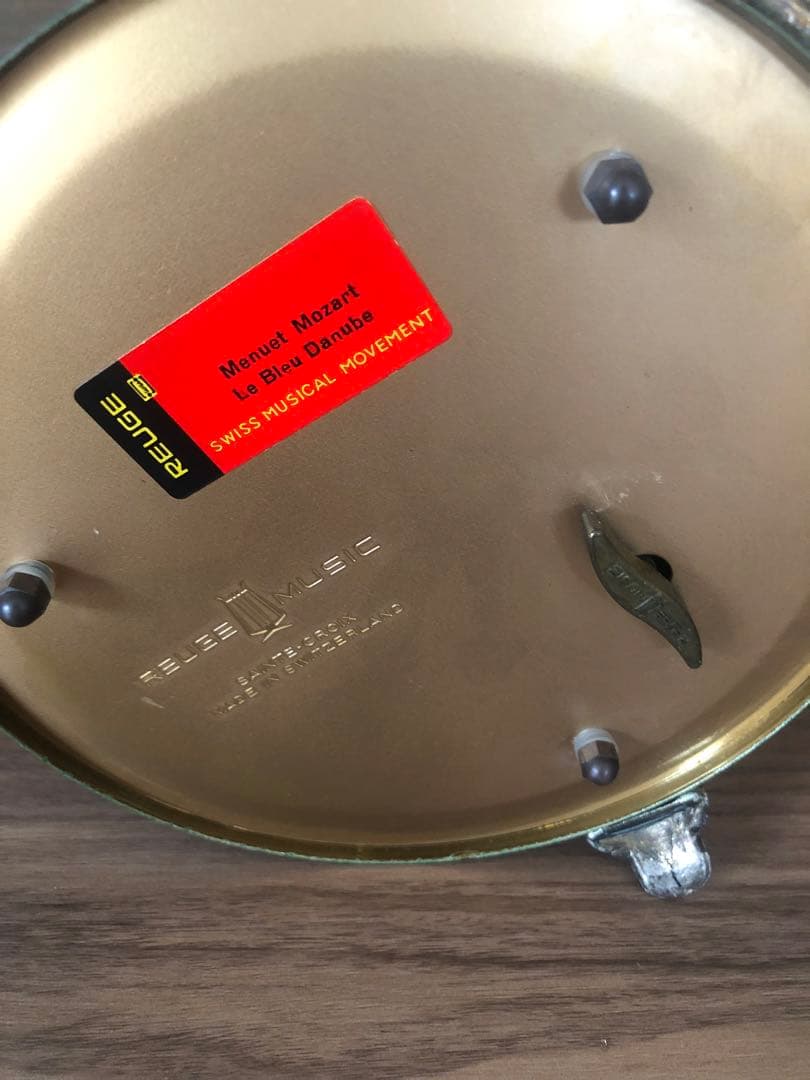 Menuet Mozart
Le Bleu Danube
SWISS MUSICAL MOVEMENT
REUGE
REUGE MUSIC
SAINTE-CROIX
MADE IN SWITZERLAND